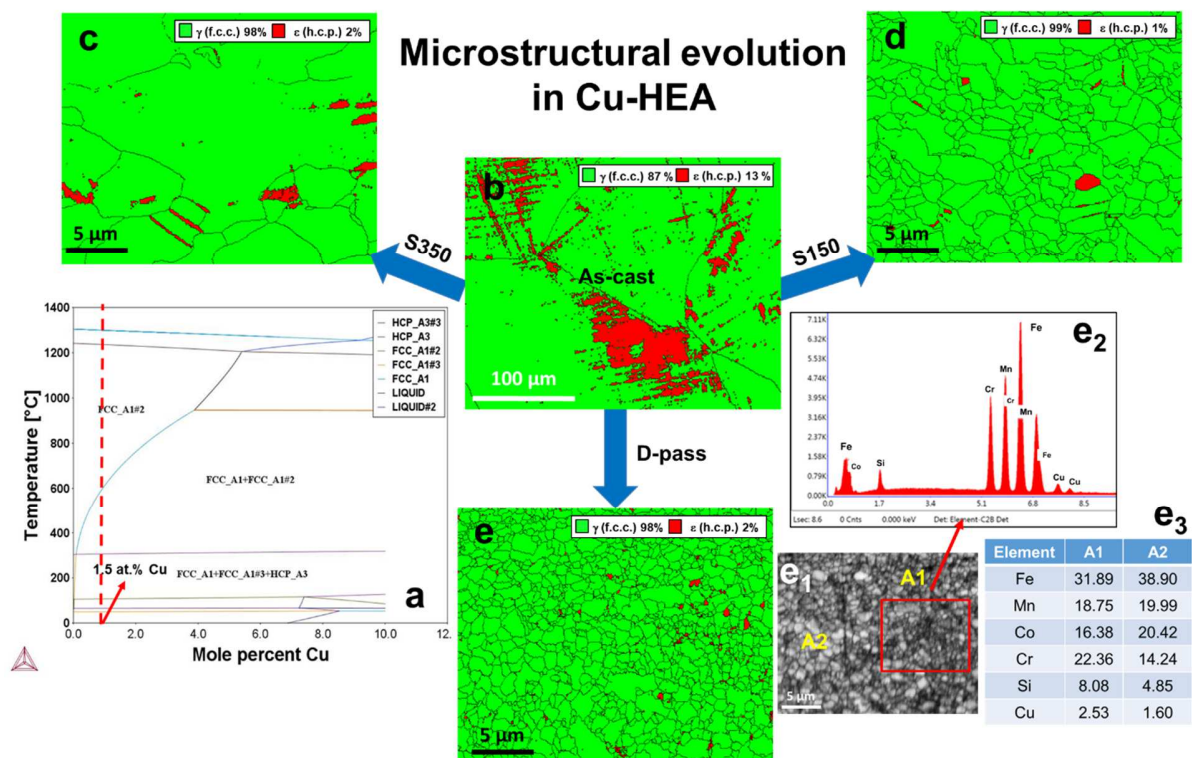 Microstructural evolution
in Cu-HEA
c
γ (f.c.c.) 98% ε (h.c.p.) 2%
5 µm
d
γ (f.c.c.) 99% ε (h.c.p.) 1%
5 µm
b
γ (f.c.c.) 87 % ε (h.c.p.) 13 %
As-cast
100 µm
S350
S150
D-pass
1400
1200
1000
800
600
400
200
0
Temperature [°C]
HCP_A3#3
HCP_A3
FCC_A1#2
FCC_A1#3
FCC_A1
LIQUID
LIQUID#2
FCC_A1#2
FCC_A1+FCC_A1#2
FCC_A1+FCC_A1#3+HCP_A3
1.5 at.% Cu
a
0.0 2.0 4.0 6.0 8.0 10.0 12.
Mole percent Cu
e
γ (f.c.c.) 98% ε (h.c.p.) 2%
5 µm
e2
7.11K
6.32K
5.53K
4.74K
3.95K
3.16K
2.37K
1.58K
0.79K
0.00K
Fe
Mn
Cr
Cr
Mn
Fe
Co
Si
Fe
Cu
Cu
0.0 1.7 3.4 5.1 6.8 8.5
Lsec: 8.6 0 Cnts 0.000 keV Det: Element-C2B Det
e1
A1
A2
5 µm
e3
Element A1 A2
Fe 31.89 38.90
Mn 18.75 19.99
Co 16.38 20.42
Cr 22.36 14.24
Si 8.08 4.85
Cu 2.53 1.60